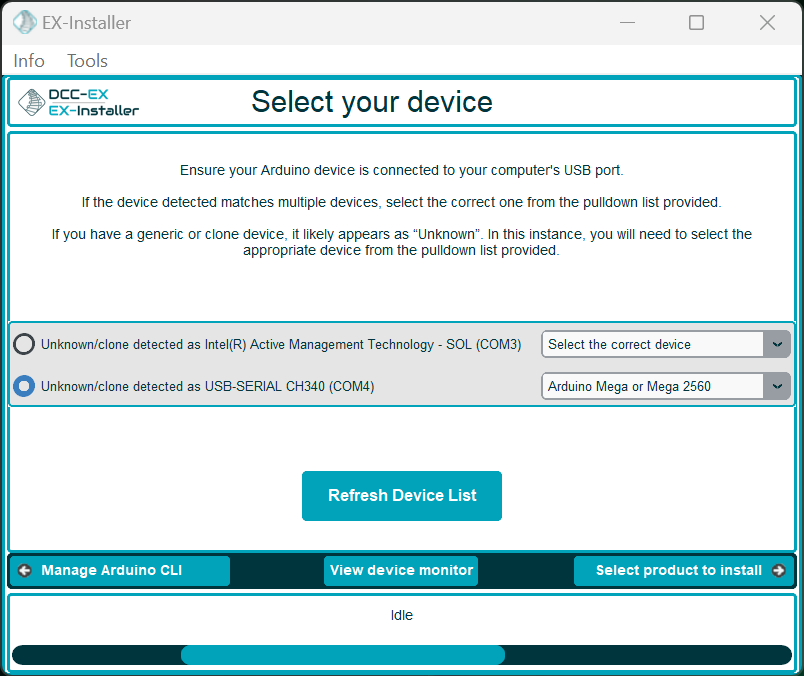 EX-Installer
Info Tools
DCC-EX
EX-Installer
Select your device
Ensure your Arduino device is connected to your computer's USB port.
If the device detected matches multiple devices, select the correct one from the pulldown list provided.
If you have a generic or clone device, it likely appears as “Unknown”. In this instance, you will need to select the
appropriate device from the pulldown list provided.
Unknown/clone detected as Intel(R) Active Management Technology - SOL (COM3) Select the correct device
Unknown/clone detected as USB-SERIAL CH340 (COM4) Arduino Mega or Mega 2560
Refresh Device List
Manage Arduino CLI View device monitor Select product to install
Idle